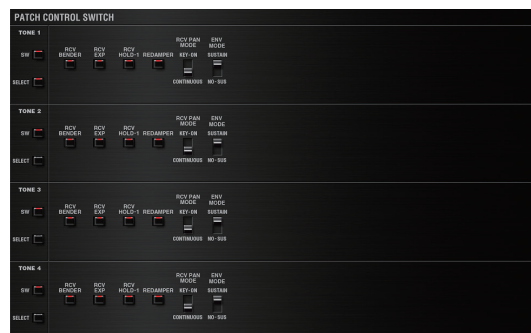 PATCH CONTROL SWITCH
TONE 1
RCV PAN MODE
ENV MODE
SW
RCV BENDER
RCV EXP
RCV HOLD-1
REDAMPER
KEY-ON
SUSTAIN
SELECT
CONTINUOUS
NO-SUS
TONE 2
RCV PAN MODE
ENV MODE
SW
RCV BENDER
RCV EXP
RCV HOLD-1
REDAMPER
KEY-ON
SUSTAIN
SELECT
CONTINUOUS
NO-SUS
TONE 3
RCV PAN MODE
ENV MODE
SW
RCV BENDER
RCV EXP
RCV HOLD-1
REDAMPER
KEY-ON
SUSTAIN
SELECT
CONTINUOUS
NO-SUS
TONE 4
RCV PAN MODE
ENV MODE
SW
RCV BENDER
RCV EXP
RCV HOLD-1
REDAMPER
KEY-ON
SUSTAIN
SELECT
CONTINUOUS
NO-SUS